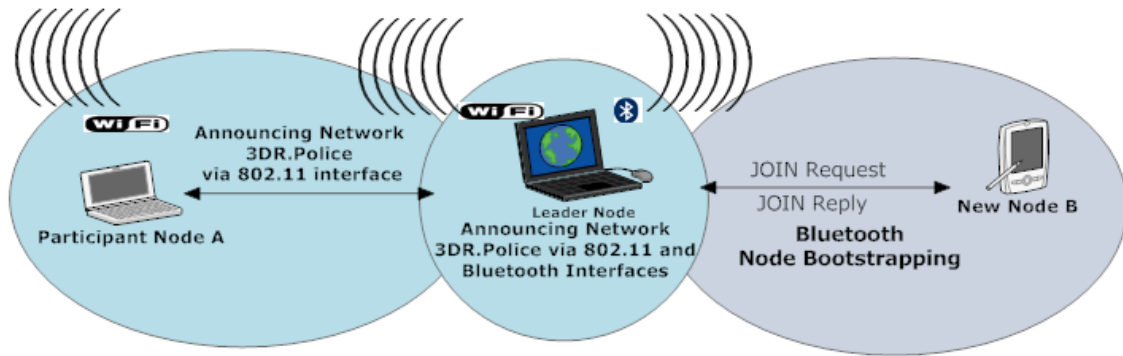 WiFi
Announcing Network
3DR.Police
via 802.11 interface
Participant Node A
WiFi
Leader Node
Announcing Network
3DR.Police via 802.11 and
Bluetooth Interfaces
JOIN Request
JOIN Reply
Bluetooth
Node Bootstrapping
New Node B